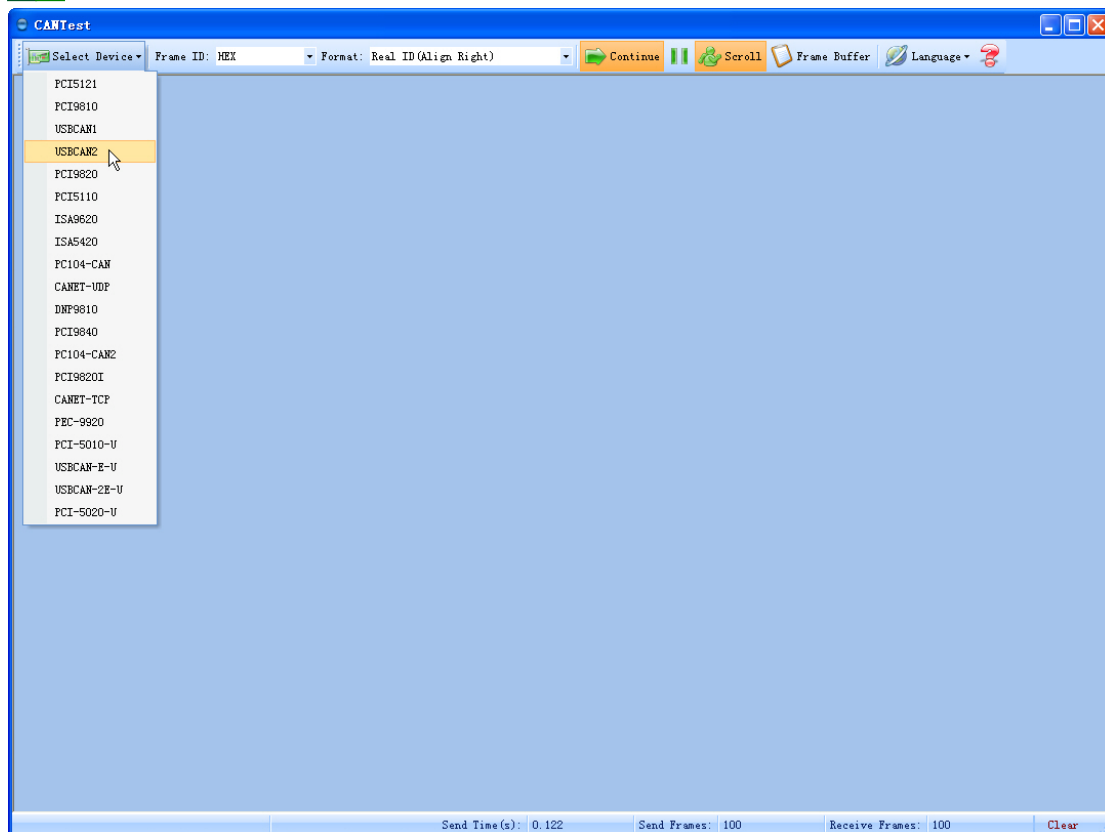 CANTest
Select Device Frame ID: HEX Format: Real ID(Align Right) Continue Scroll Frame Buffer Language
PCI5121
PCI9810
USBCAN1
USBCAN2
PCI9820
PCI5110
ISA9620
ISA5420
PC104-CAN
CANET-UDP
DNP9810
PCI9840
PC104-CAN2
PCI9820I
CANET-TCP
PEC-9920
PCI-5010-U
USBCAN-E-U
USBCAN-2E-U
PCI-5020-U
Send Time(s): 0.122 Send Frames: 100 Receive Frames: 100 Clear